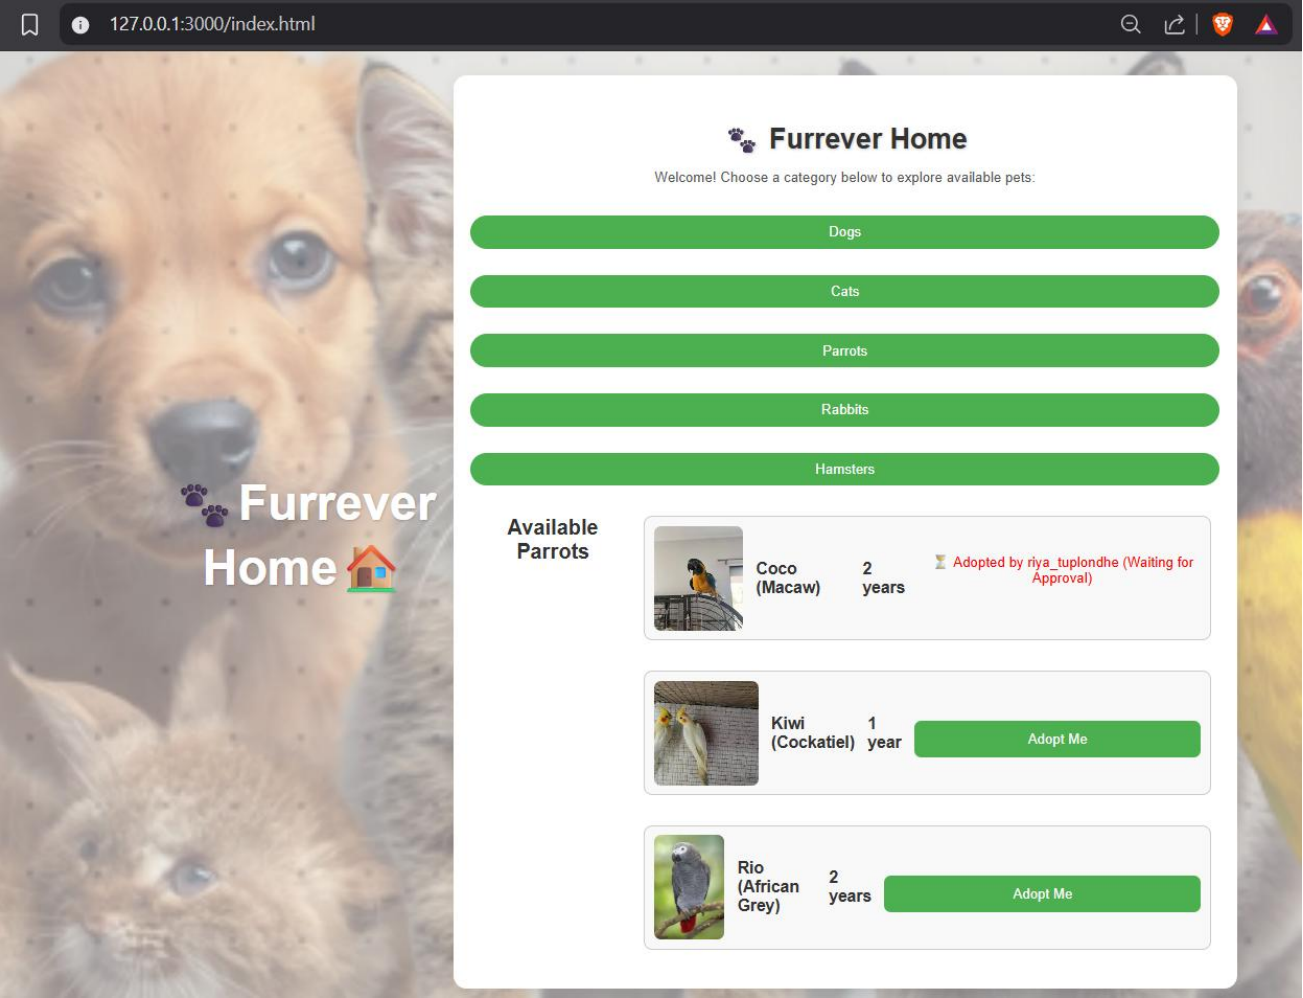 127.0.0.1:3000/index.html
🐾 Furrever
Home 🏠
🐾 Furrever Home
Welcome! Choose a category below to explore available pets:
Dogs
Cats
Parrots
Rabbits
Hamsters
Available
Parrots
Coco
(Macaw)
2
years
⏳ Adopted by riya_tuplondhe (Waiting for
Approval)
Kiwi
(Cockatiel)
1
year
Adopt Me
Rio
(African
Grey)
2
years
Adopt Me